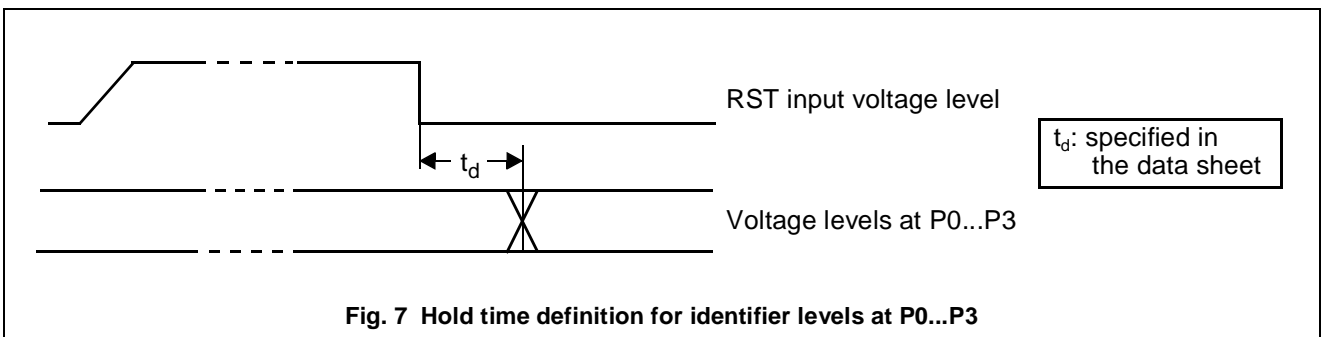 RST input voltage level
t_d: specified in
the data sheet
t_d
Voltage levels at P0...P3
Fig. 7 Hold time definition for identifier levels at P0...P3